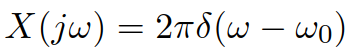 X(jω) = 2πδ(ω − ω₀)